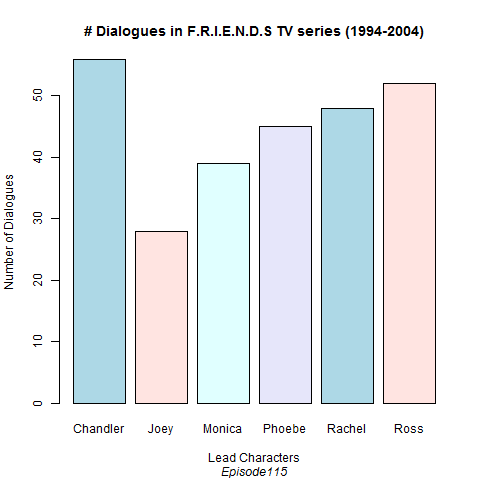 # Dialogues in F.R.I.E.N.D.S TV series (1994-2004)
Number of Dialogues
50
40
30
20
10
0
Chandler Joey Monica Phoebe Rachel Ross
Lead Characters
Episode115